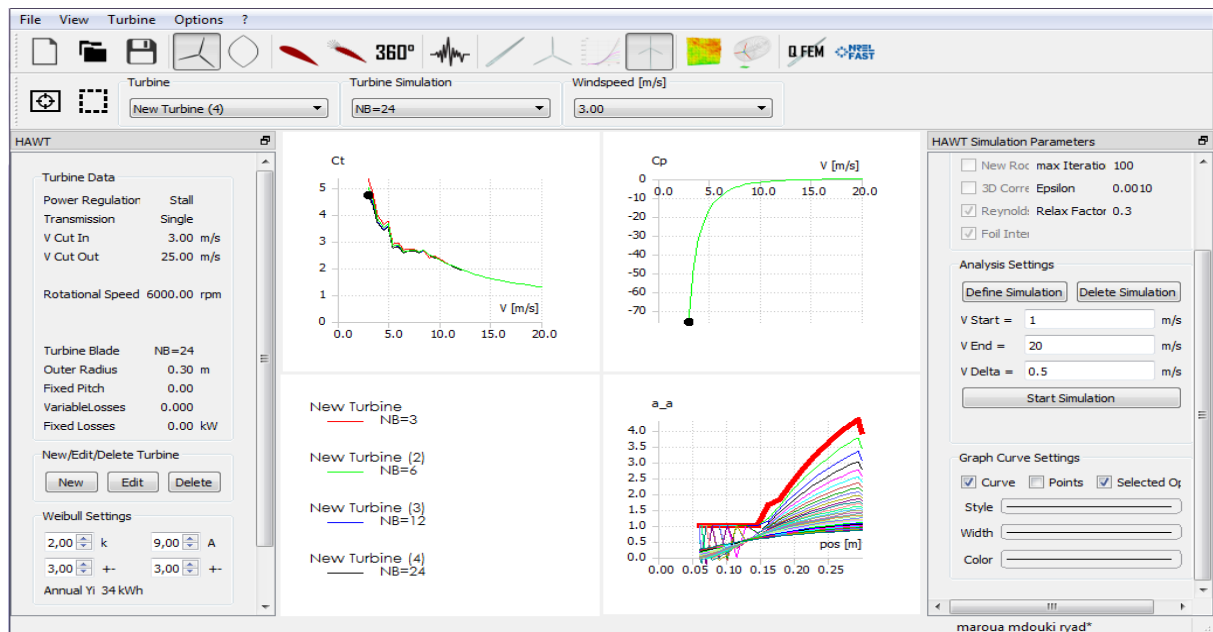 File View Turbine Options ?
360° Q FEM NREL FAST
Turbine Turbine Simulation Windspeed [m/s]
New Turbine (4) NB=24 3.00
HAWT
Turbine Data
Power Regulation Stall
Transmission Single
V Cut In 3.00 m/s
V Cut Out 25.00 m/s
Rotational Speed 6000.00 rpm
Turbine Blade NB=24
Outer Radius 0.30 m
Fixed Pitch 0.00
VariableLosses 0.000
Fixed Losses 0.00 kW
New/Edit/Delete Turbine
New Edit Delete
Weibull Settings
2,00 k 9,00 A
3,00 +- 3,00 +-
Annual Yi 34 kWh
Ct
5
4
3
2
1
0
V [m/s]
0.0 5.0 10.0 15.0 20.0
Cp
V [m/s]
0
0.0 5.0 10.0 15.0 20.0
-10
-20
-30
-40
-50
-60
-70
New Turbine
NB=3
New Turbine (2)
NB=6
New Turbine (3)
NB=12
New Turbine (4)
NB=24
a_a
4.0
3.5
3.0
2.5
2.0
1.5
1.0
0.5
0.0
pos [m]
0.00 0.05 0.10 0.15 0.20 0.25
HAWT Simulation Parameters
New Roo max Iteratio 100
3D Corre Epsilon 0.0010
Reynolds Relax Factor 0.3
Foil Inter
Analysis Settings
Define Simulation Delete Simulation
V Start = 1 m/s
V End = 20 m/s
V Delta = 0.5 m/s
Start Simulation
Graph Curve Settings
Curve Points Selected Op
Style
Width
Color
maroua mdouki ryad*